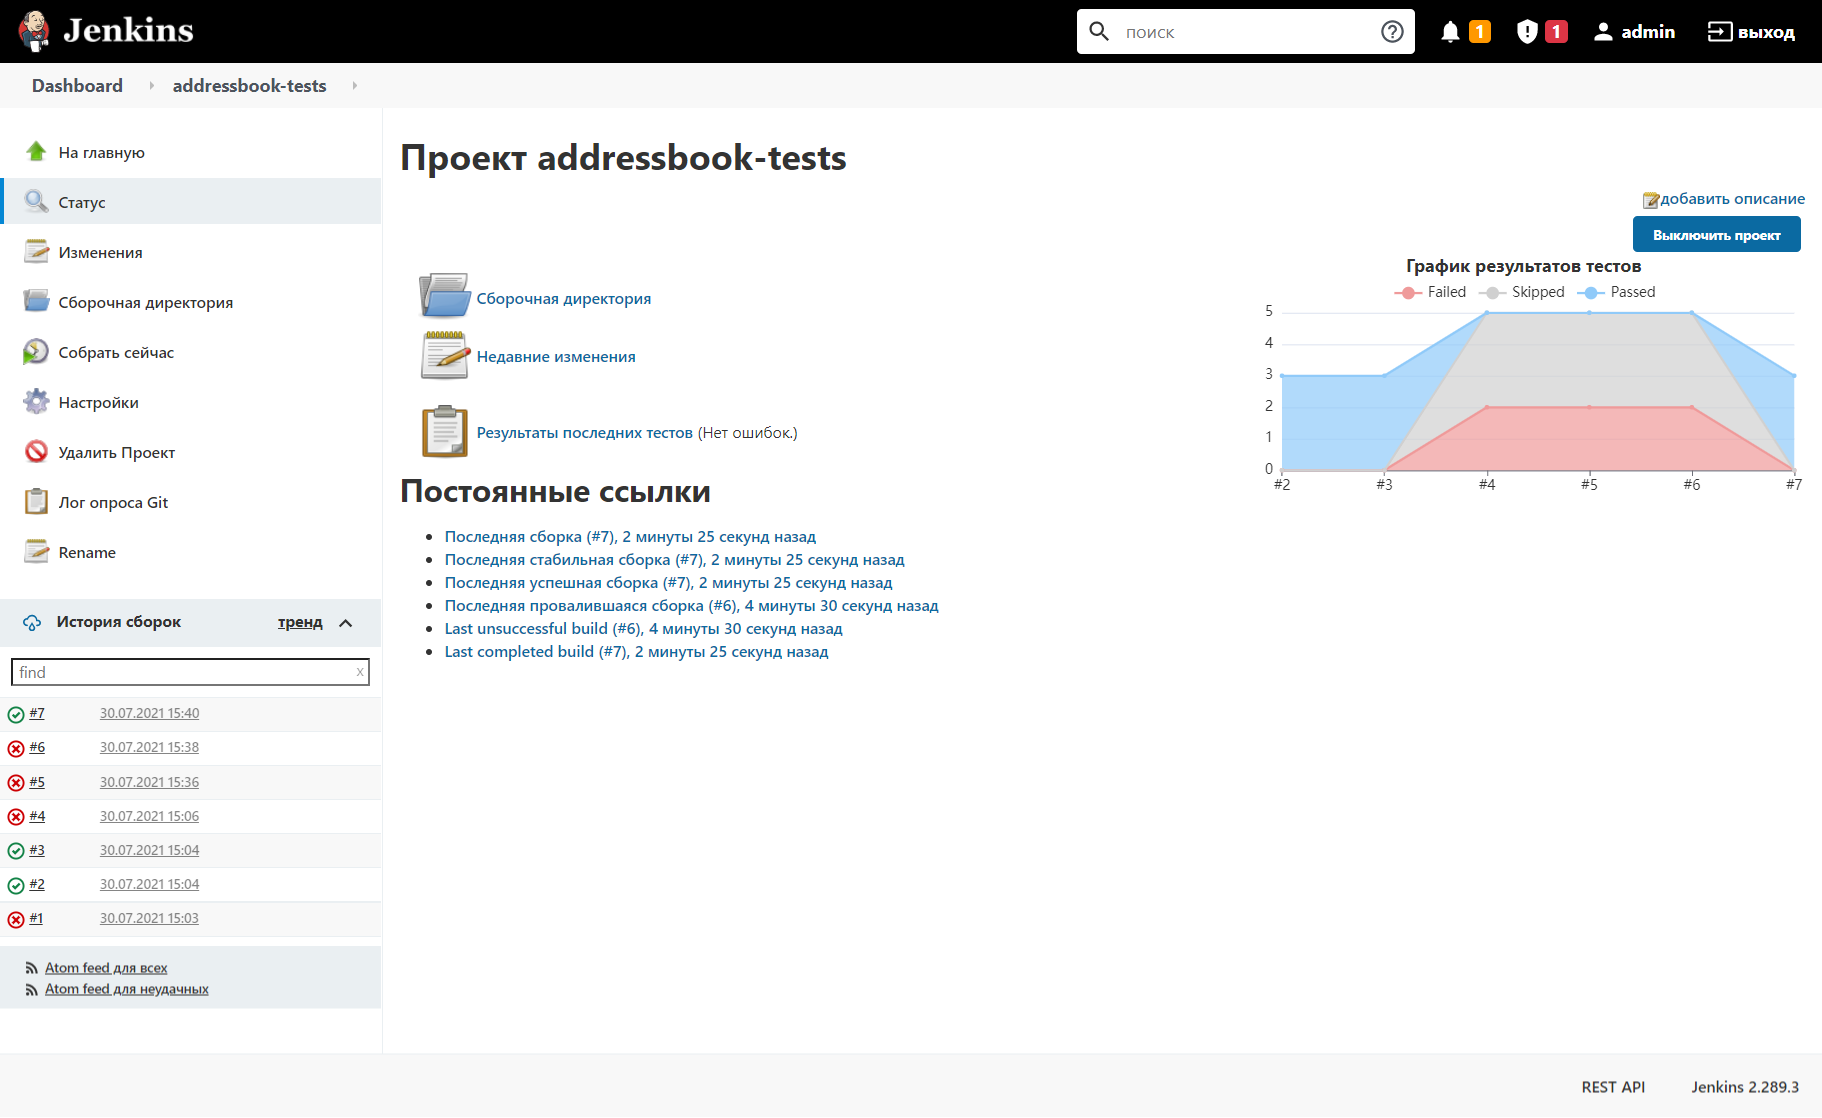 Jenkins
поиск
1
1
admin
выход
Dashboard
addressbook-tests
На главную
Статус
Изменения
Сборочная директория
Собрать сейчас
Настройки
Удалить Проект
Лог опроса Git
Rename
История сборок
тренд
find
x
#7 30.07.2021 15:40
#6 30.07.2021 15:38
#5 30.07.2021 15:36
#4 30.07.2021 15:06
#3 30.07.2021 15:04
#2 30.07.2021 15:04
#1 30.07.2021 15:03
Atom feed для всех
Atom feed для неудачных
Проект addressbook-tests
добавить описание
Выключить проект
Сборочная директория
Недавние изменения
Результаты последних тестов (Нет ошибок.)
График результатов тестов
Failed Skipped Passed
5
4
3
2
1
0
#2 #3 #4 #5 #6 #7
Постоянные ссылки
Последняя сборка (#7), 2 минуты 25 секунд назад
Последняя стабильная сборка (#7), 2 минуты 25 секунд назад
Последняя успешная сборка (#7), 2 минуты 25 секунд назад
Последняя провалившаяся сборка (#6), 4 минуты 30 секунд назад
Last unsuccessful build (#6), 4 минуты 30 секунд назад
Last completed build (#7), 2 минуты 25 секунд назад
REST API
Jenkins 2.289.3